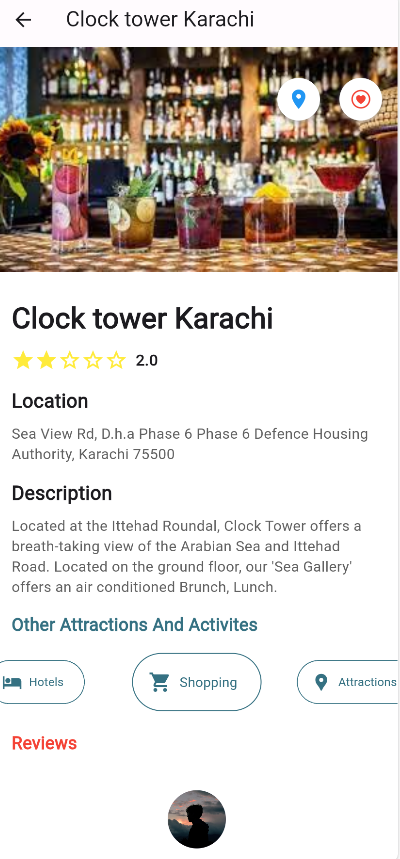 Clock tower Karachi
Clock tower Karachi
2.0
Location
Sea View Rd, D.h.a Phase 6 Phase 6 Defence Housing
Authority, Karachi 75500
Description
Located at the Ittehad Roundal, Clock Tower offers a
breath-taking view of the Arabian Sea and Ittehad
Road. Located on the ground floor, our 'Sea Gallery'
offers an air conditioned Brunch, Lunch.
Other Attractions And Activites
Hotels
Shopping
Attractions
Reviews